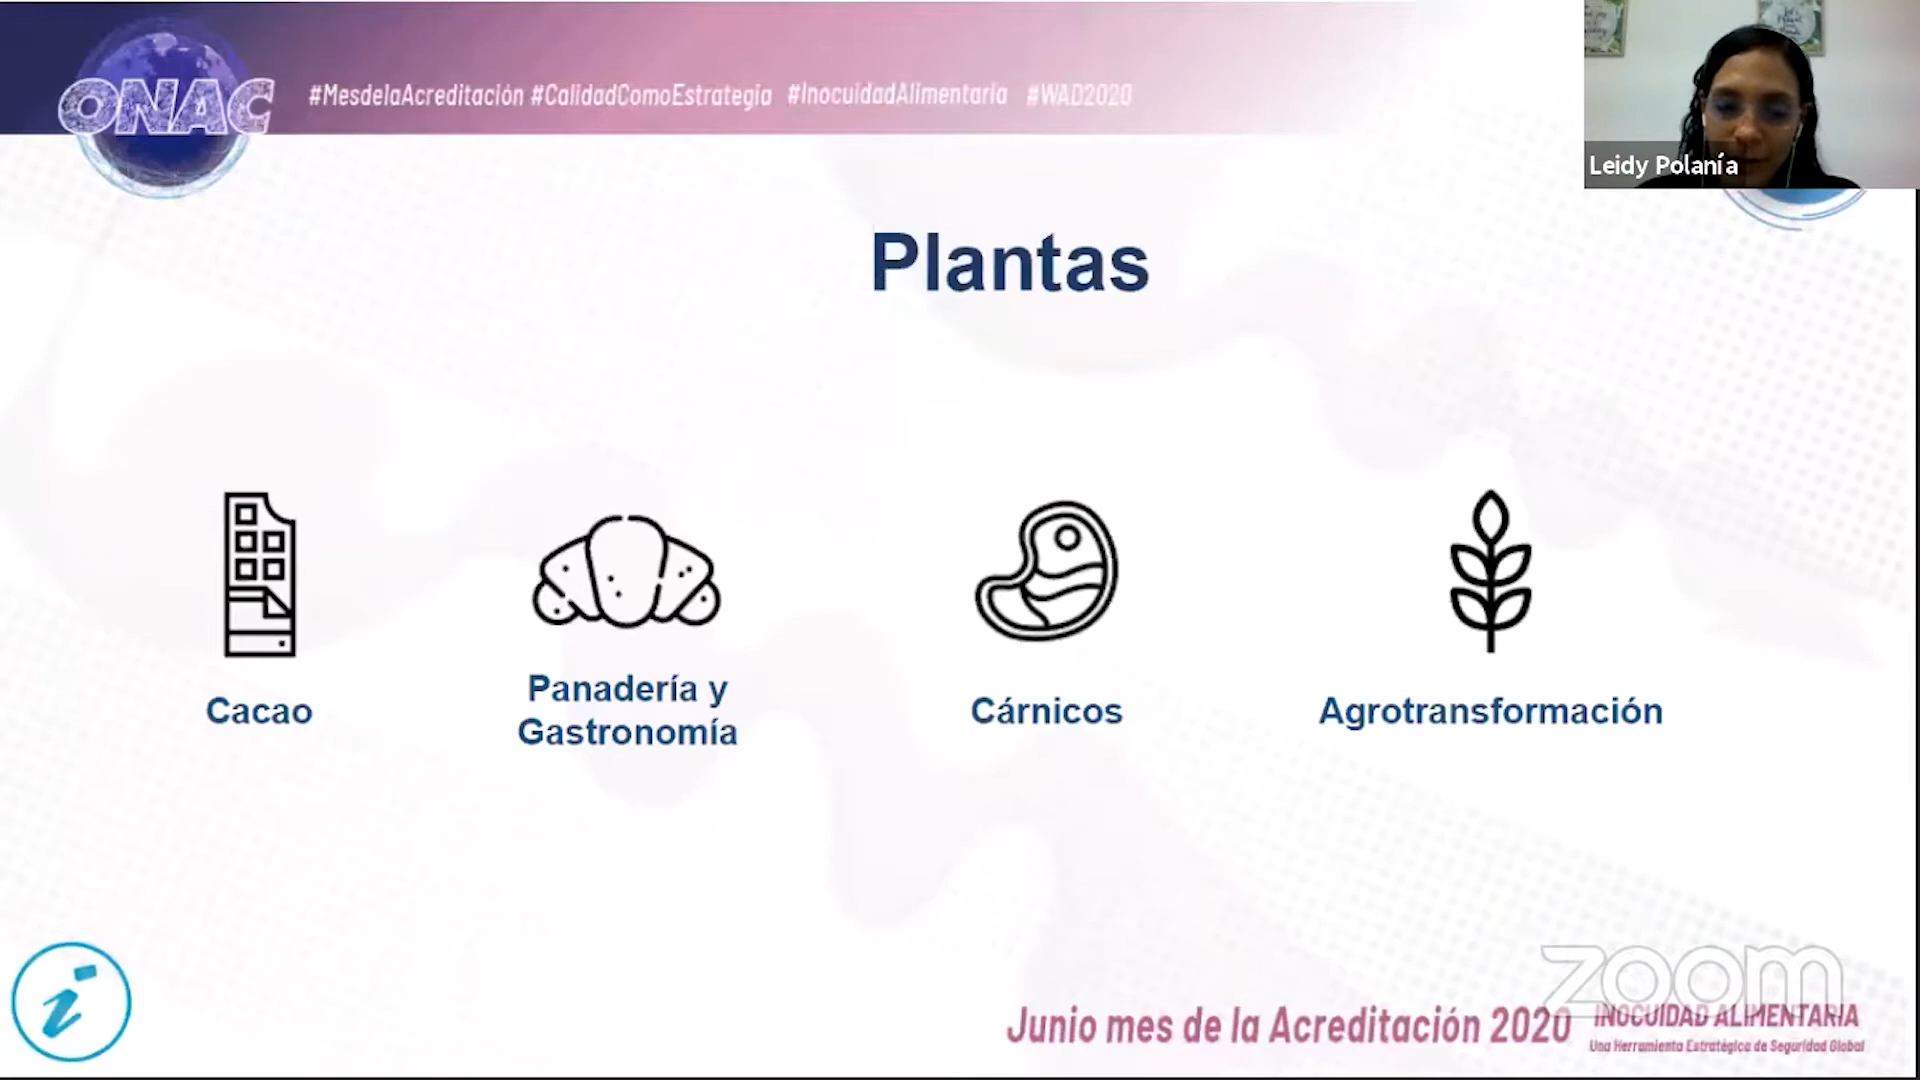 ONAC
#MesdelaAcreditación #CalidadComoEstrategia #InocuidadAlimentaria #WAD2020
Leidy Polanía
Plantas
Cacao
Panadería y
Gastronomía
Cárnicos
Agrotransformación
zoom
Junio mes de la Acreditación 2020
INOCUIDAD ALIMENTARIA
Una Herramienta Estratégica de Seguridad Global